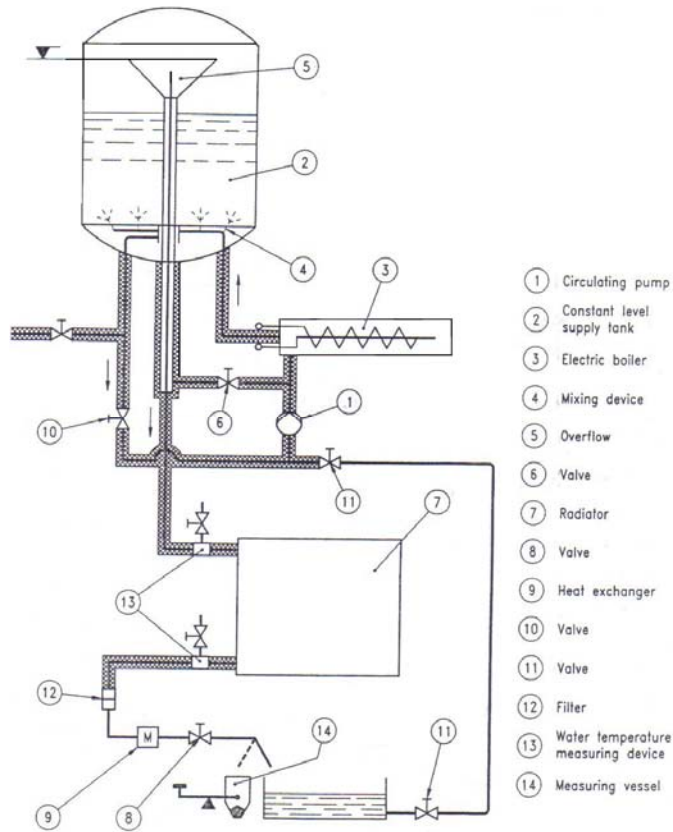 5
2
4
3
6
1
10
11
7
13
12
14
11
M
9
8
1 Circulating pump
2 Constant level
supply tank
3 Electric boiler
4 Mixing device
5 Overflow
6 Valve
7 Radiator
8 Valve
9 Heat exchanger
10 Valve
11 Valve
12 Filter
13 Water temperature
measuring device
14 Measuring vessel